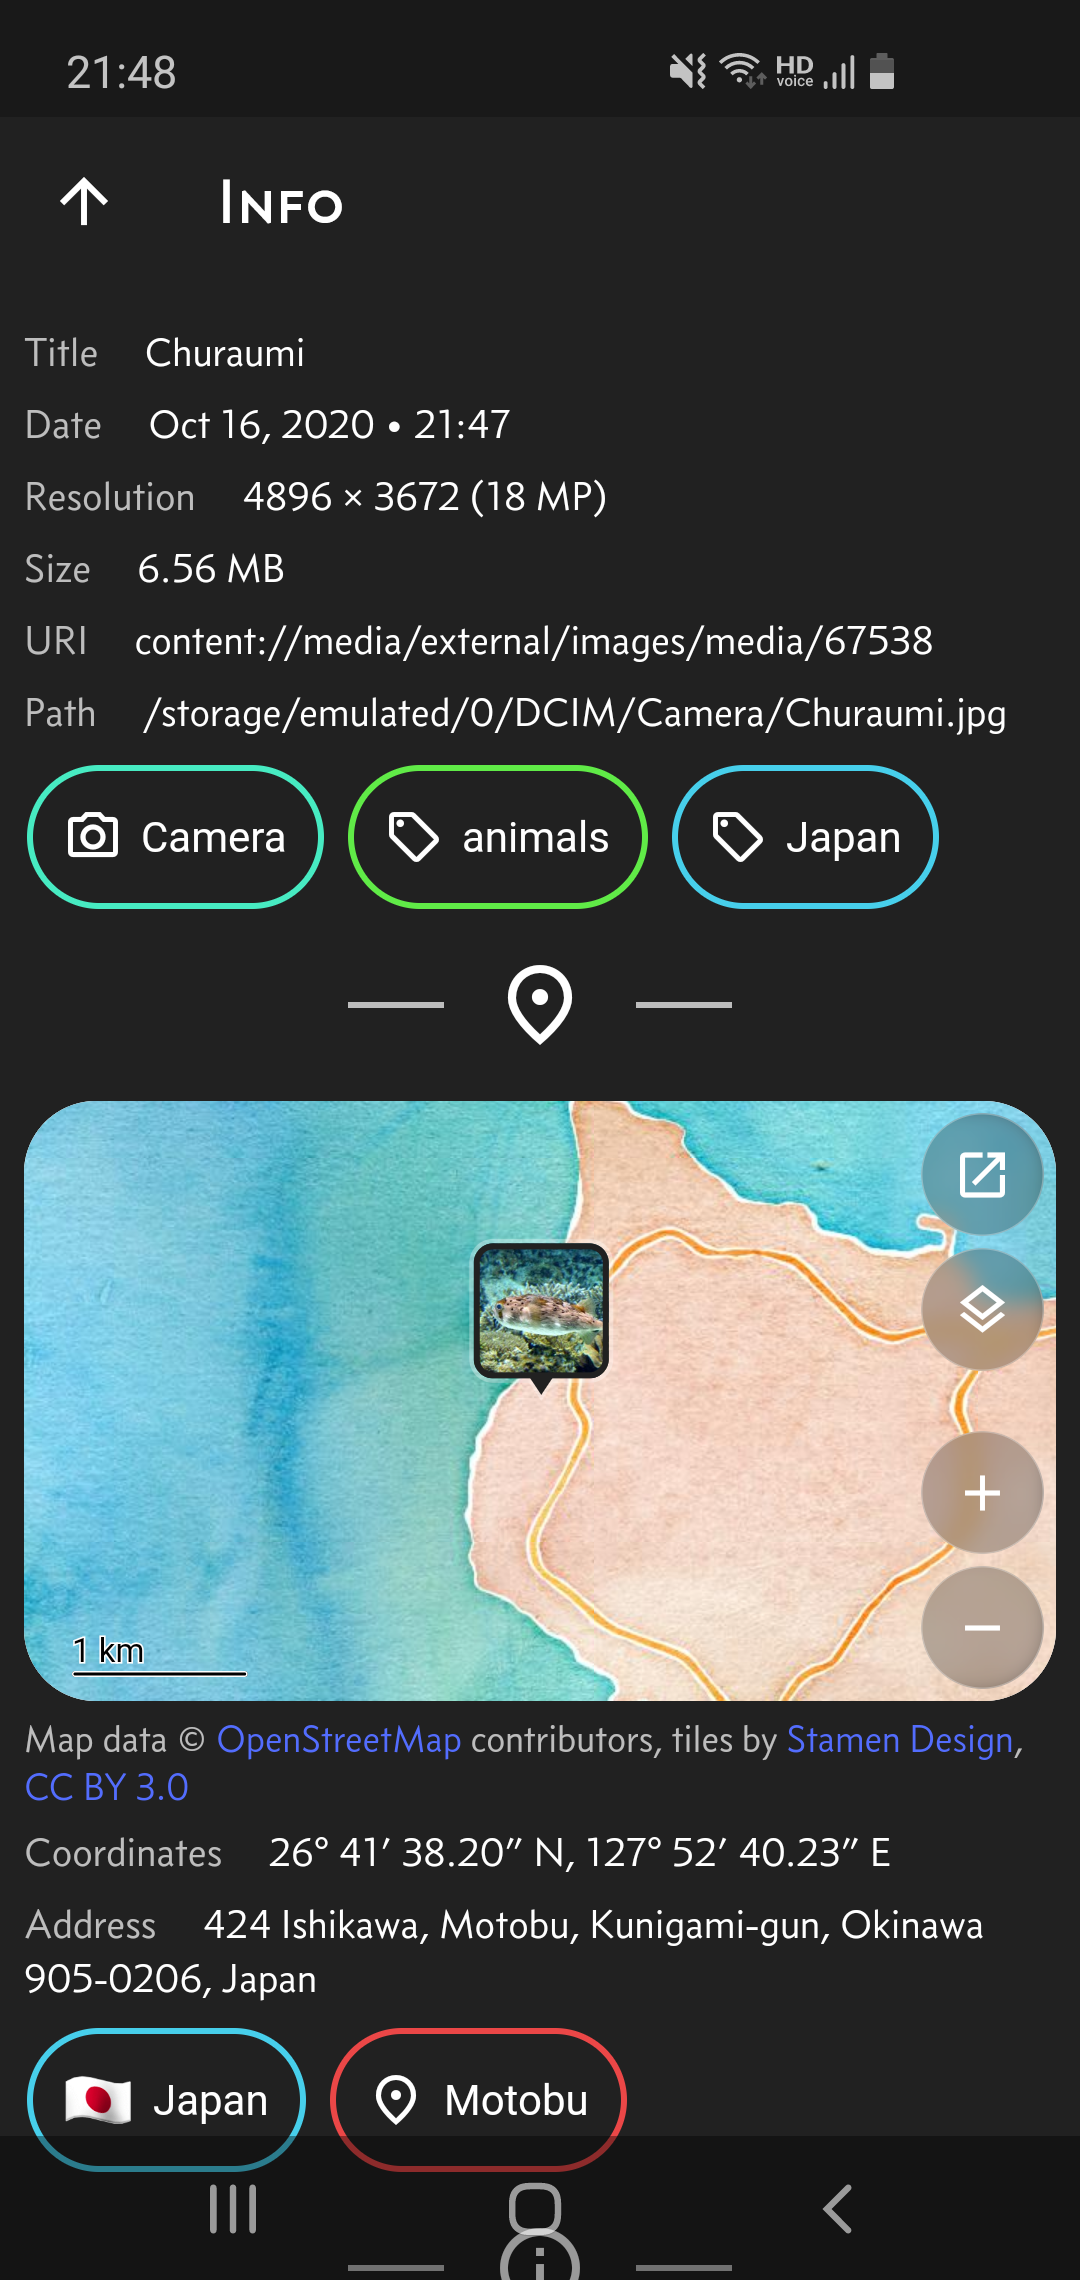 21:48
HD
voice
Info
Title Churaumi
Date Oct 16, 2020 • 21:47
Resolution 4896 × 3672 (18 MP)
Size 6.56 MB
URI content://media/external/images/media/67538
Path /storage/emulated/0/DCIM/Camera/Churaumi.jpg
Camera animals Japan
1 km
Map data © OpenStreetMap contributors, tiles by Stamen Design,
CC BY 3.0
Coordinates 26° 41′ 38.20″ N, 127° 52′ 40.23″ E
Address 424 Ishikawa, Motobu, Kunigami-gun, Okinawa
905-0206, Japan
Japan Motobu